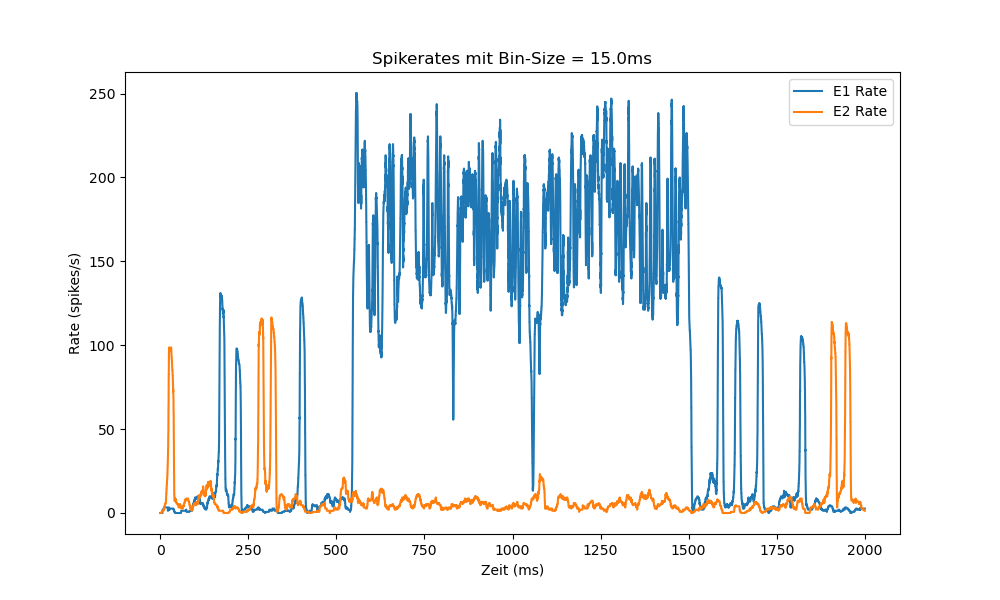 Spikerates mit Bin-Size = 15.0ms
E1 Rate
E2 Rate
Rate (spikes/s)
250
200
150
100
50
0
0 250 500 750 1000 1250 1500 1750 2000
Zeit (ms)